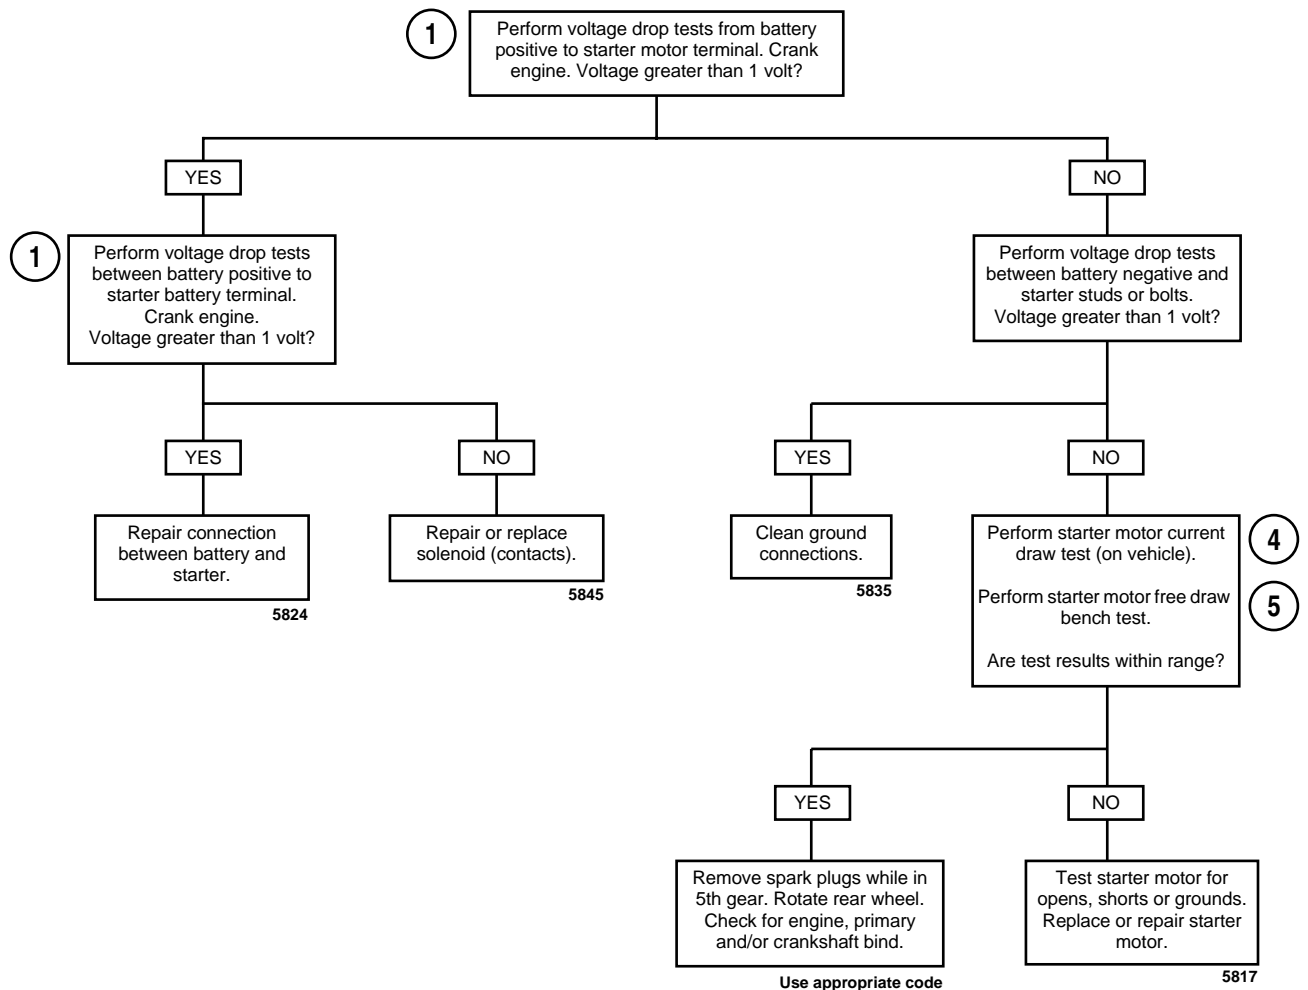 1
Perform voltage drop tests from battery
positive to starter motor terminal. Crank
engine. Voltage greater than 1 volt?
YES
NO
1
Perform voltage drop tests
between battery positive to
starter battery terminal.
Crank engine.
Voltage greater than 1 volt?
Perform voltage drop tests
between battery negative and
starter studs or bolts.
Voltage greater than 1 volt?
YES
NO
YES
NO
Repair connection
between battery and
starter.
5824
Repair or replace
solenoid (contacts).
5845
Clean ground
connections.
5835
Perform starter motor current
draw test (on vehicle).
4
Perform starter motor free draw
bench test.
5
Are test results within range?
YES
NO
Remove spark plugs while in
5th gear. Rotate rear wheel.
Check for engine, primary
and/or crankshaft bind.
Use appropriate code
Test starter motor for
opens, shorts or grounds.
Replace or repair starter
motor.
5817